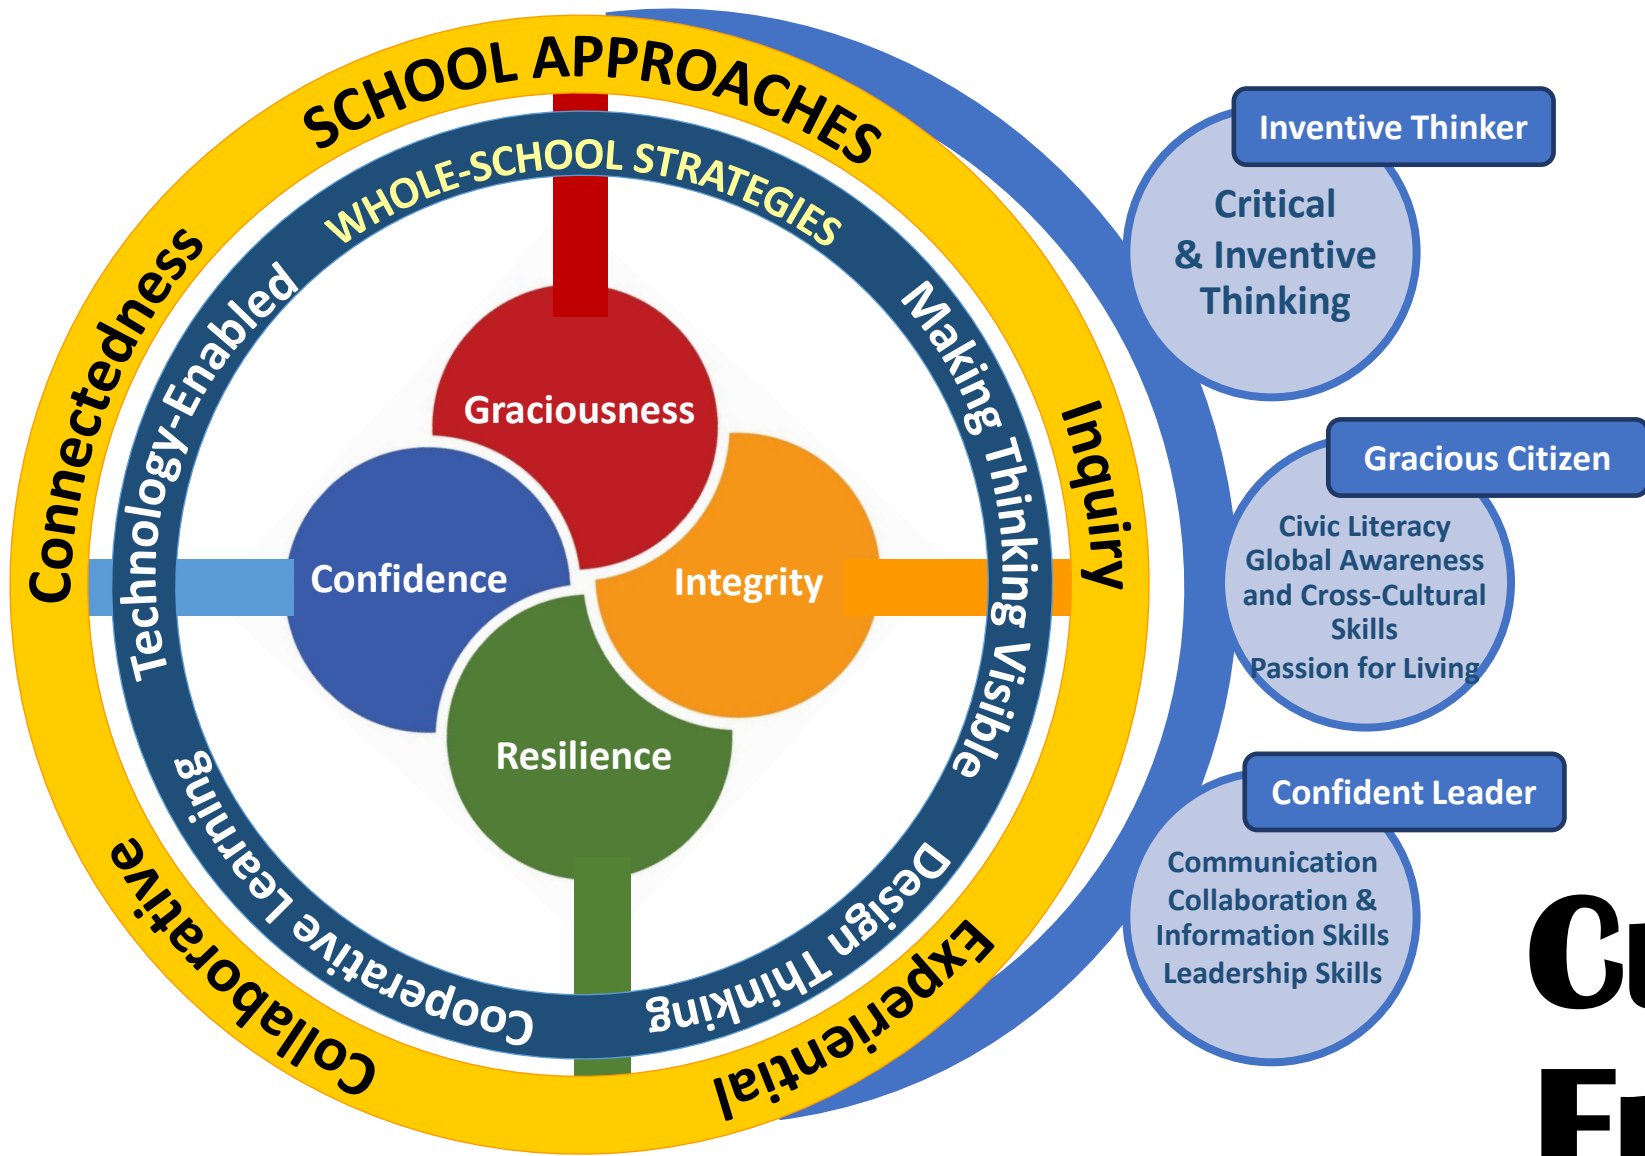 SCHOOL APPROACHES
Connectedness
Inquiry
Collaborative
Experiential
WHOLE-SCHOOL STRATEGIES
Technology-Enabled
Making Thinking Visible
Cooperative Learning
Design Thinking
Graciousness
Confidence
Integrity
Resilience
Inventive Thinker
Critical
& Inventive
Thinking
Gracious Citizen
Civic Literacy
Global Awareness
and Cross-Cultural
Skills
Passion for Living
Confident Leader
Communication
Collaboration &
Information Skills
Leadership Skills